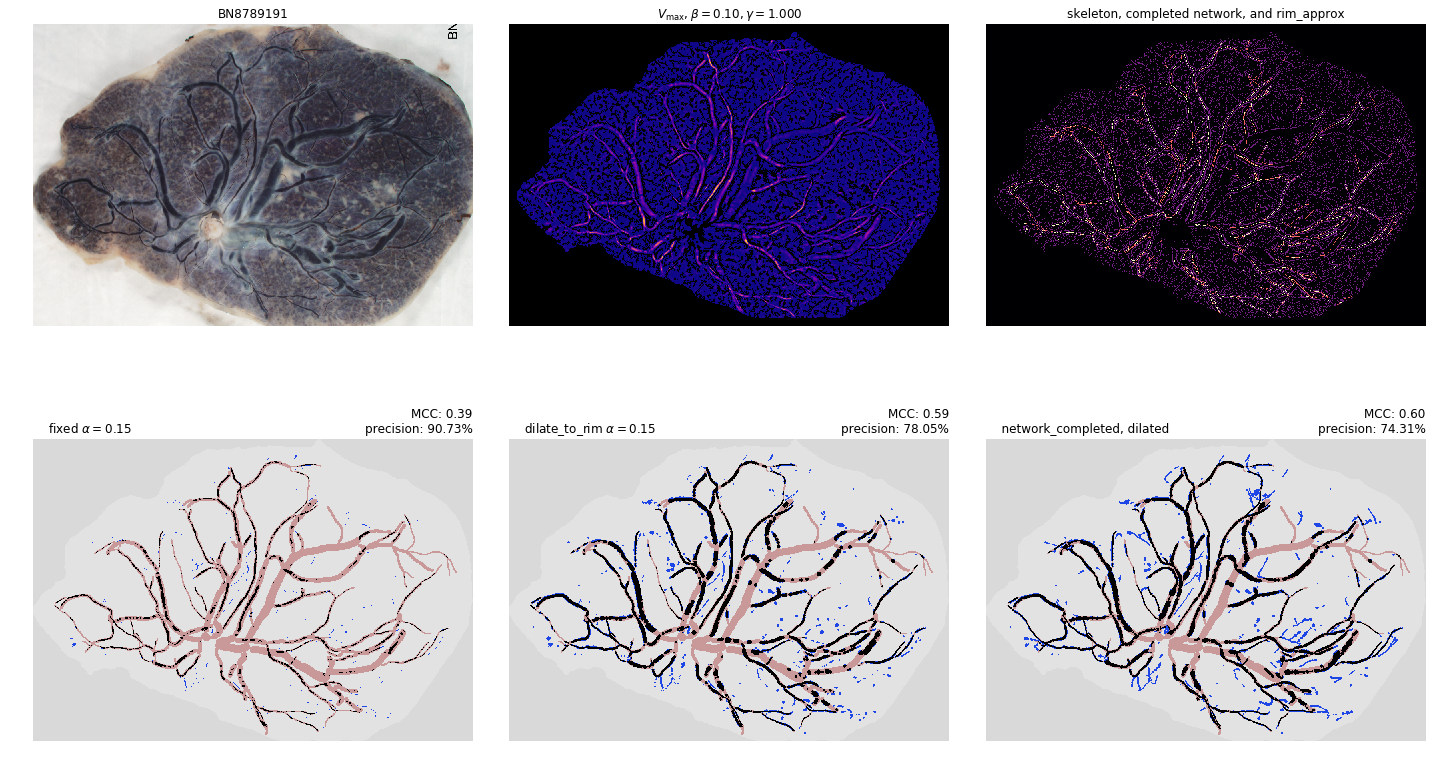 BN8789191
BN
V_max, β = 0.10, γ = 1.000
skeleton, completed network, and rim_approx
MCC: 0.39
fixed α = 0.15 precision: 90.73%
MCC: 0.59
dilate_to_rim α = 0.15 precision: 78.05%
MCC: 0.60
network_completed, dilated precision: 74.31%